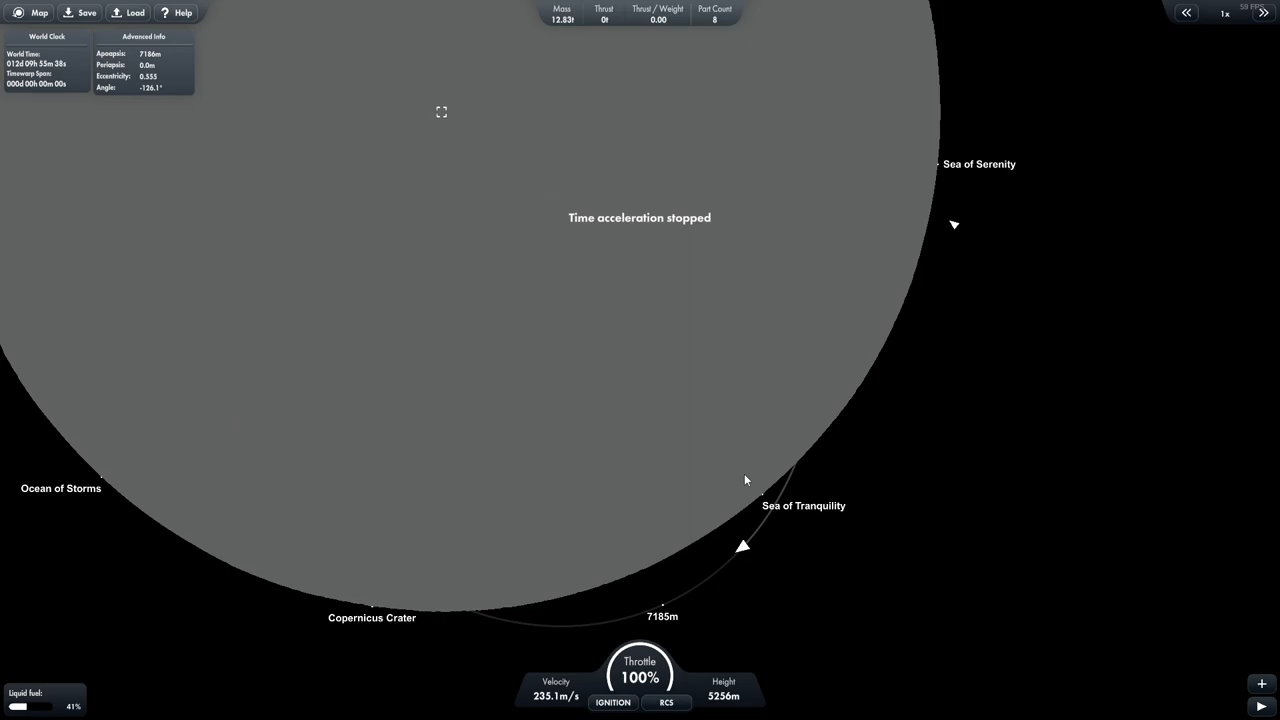 Map
Save
Load
? Help
Mass
12.83t
Thrust
0t
Thrust / Weight
0.00
Part Count
8
1x
59 FPS
World Clock
World Time:
012d 09h 55m 38s
Timewarp Span:
000d 00h 00m 00s
Advanced Info
Apoapsis: 7186m
Periapsis: 0.0m
Eccentricity: 0.555
Angle: -126.1°
Sea of Serenity
Time acceleration stopped
Ocean of Storms
Sea of Tranquility
Copernicus Crater
7185m
Throttle
100%
Velocity
235.1m/s
Height
5256m
IGNITION
RCS
Liquid fuel:
41%